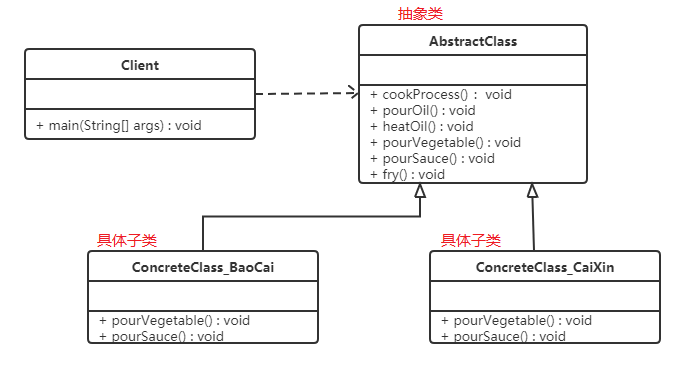 抽象类
AbstractClass
+ cookProcess() :  void
+ pourOil() : void
+ heatOil() : void
+ pourVegetable() : void
+ pourSauce() : void
+ fry() : void
Client
+ main(String[] args) : void
具体子类
ConcreteClass_BaoCai
+ pourVegetable() : void
+ pourSauce() : void
具体子类
ConcreteClass_CaiXin
+ pourVegetable() : void
+ pourSauce() : void